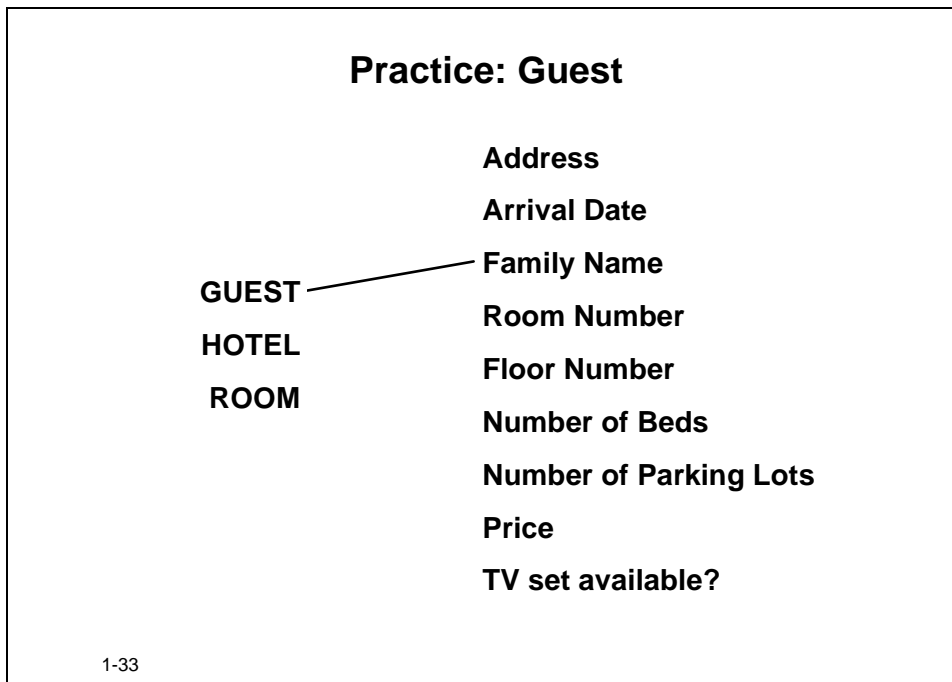 Practice: Guest
GUEST
HOTEL
ROOM
Address
Arrival Date
Family Name
Room Number
Floor Number
Number of Beds
Number of Parking Lots
Price
TV set available?
1-33